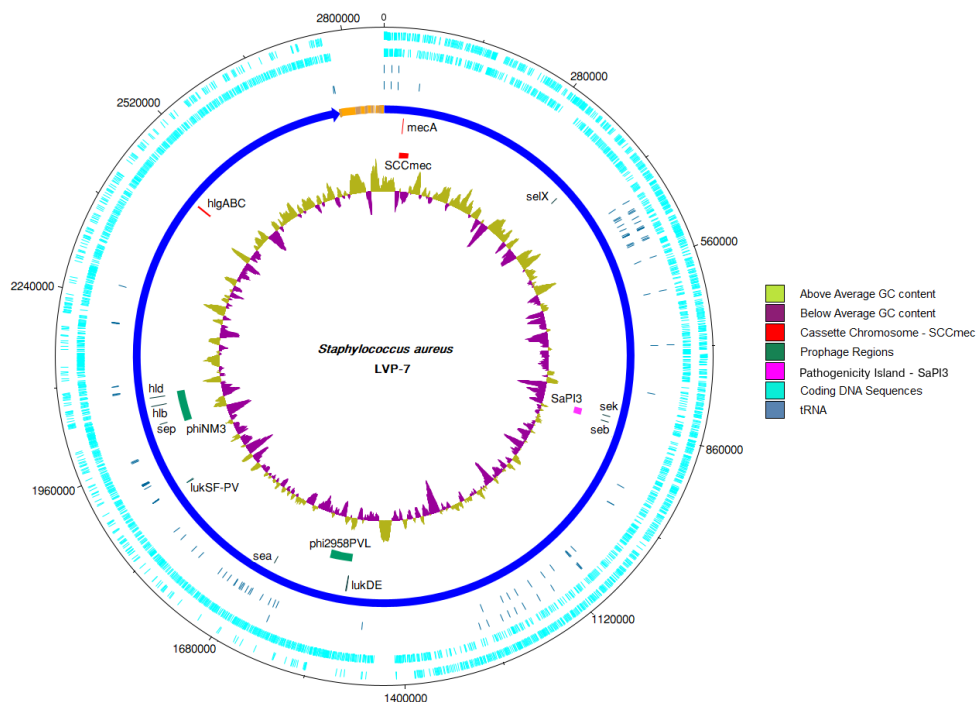 2800000
0
280000
560000
860000
1120000
1400000
1680000
1960000
2240000
2520000
mecA
SCCmec
selX
hlgABC
Staphylococcus aureus
LVP-7
SaPI3
sek
seb
hld
hlb
sep
phiNM3
lukSF-PV
phi2958PVL
sea
lukDE
Above Average GC content
Below Average GC content
Cassette Chromosome - SCCmec
Prophage Regions
Pathogenicity Island - SaPI3
Coding DNA Sequences
tRNA